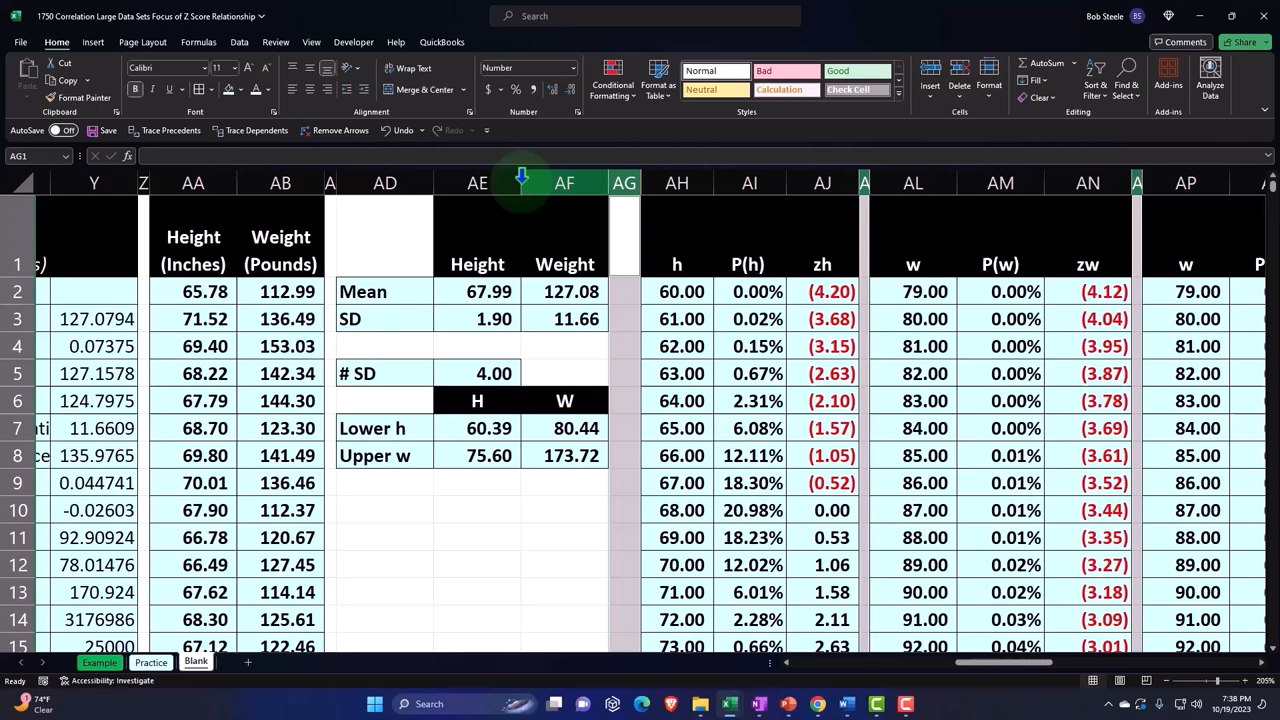 1750 Correlation Large Data Sets Focus of Z Score Relationship
Search
Bob Steele BS
File Home Insert Page Layout Formulas Data Review View Developer Help QuickBooks
Comments Share
Paste Cut Copy Format Painter Clipboard
Calibri 11 Font
Wrap Text Merge & Center Alignment
Number Number
Conditional Formatting Format as Table
Normal Bad Good
Neutral Calculation Check Cell
Styles
Insert Delete Format Cells
AutoSum Fill Clear Sort & Filter Find & Select Editing
Add-ins Add-ins
Analyze Data
AutoSave Off Save Trace Precedents Trace Dependents Remove Arrows Undo Redo
AG1 fx
Y Z AA AB A AD AE AF AG AH AI AJ A AL AM AN A AP
1 s) Height (Inches) Weight (Pounds) Height Weight h P(h) zh w P(w) zw w P
2 65.78 112.99 Mean 67.99 127.08 60.00 0.00% (4.20) 79.00 0.00% (4.12) 79.00
3 127.0794 71.52 136.49 SD 1.90 11.66 61.00 0.02% (3.68) 80.00 0.00% (4.04) 80.00
4 0.07375 69.40 153.03 62.00 0.15% (3.15) 81.00 0.00% (3.95) 81.00
5 127.1578 68.22 142.34 # SD 4.00 63.00 0.67% (2.63) 82.00 0.00% (3.87) 82.00
6 124.7975 67.79 144.30 H W 64.00 2.31% (2.10) 83.00 0.00% (3.78) 83.00
7 ati 11.6609 68.70 123.30 Lower h 60.39 80.44 65.00 6.08% (1.57) 84.00 0.00% (3.69) 84.00
8 ce 135.9765 69.80 141.49 Upper w 75.60 173.72 66.00 12.11% (1.05) 85.00 0.01% (3.61) 85.00
9 0.044741 70.01 136.46 67.00 18.30% (0.52) 86.00 0.01% (3.52) 86.00
10 -0.02603 67.90 112.37 68.00 20.98% 0.00 87.00 0.01% (3.44) 87.00
11 92.90924 66.78 120.67 69.00 18.23% 0.53 88.00 0.01% (3.35) 88.00
12 78.01476 66.49 127.45 70.00 12.02% 1.06 89.00 0.02% (3.27) 89.00
13 170.924 67.62 114.14 71.00 6.01% 1.58 90.00 0.02% (3.18) 90.00
14 3176986 68.30 125.61 72.00 2.28% 2.11 91.00 0.03% (3.09) 91.00
15 25000 67.12 122.46 73.00 0.66% 2.63 92.00 0.04% (3.01) 92.00
Example Practice Blank
Ready Accessibility: Investigate 205%
74°F
Clear
Search
7:38 PM
10/19/2023